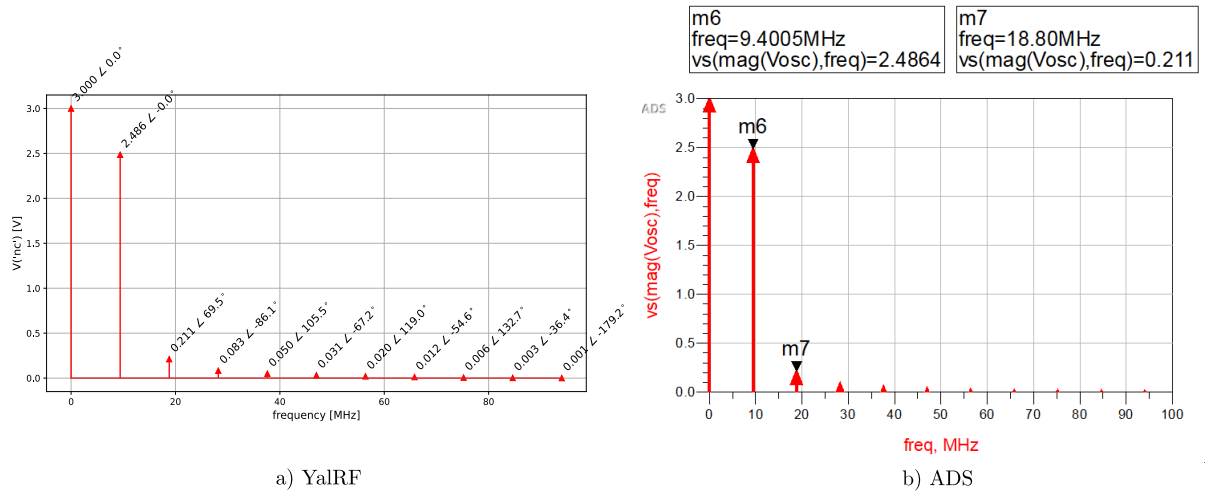 3.000 ∠ 0.0°
2.486 ∠ -0.0°
0.211 ∠ 69.5°
0.083 ∠ -86.1°
0.050 ∠ 105.5°
0.031 ∠ -67.2°
0.020 ∠ 119.0°
0.012 ∠ -54.6°
0.006 ∠ 132.7°
0.003 ∠ -36.4°
0.001 ∠ -179.2°
3.0
2.5
2.0
1.5
1.0
0.5
0.0
V('nc') [V]
0 20 40 60 80
frequency [MHz]
a) YalRF
m6
freq=9.4005MHz
vs(mag(Vosc),freq)=2.4864
m7
freq=18.80MHz
vs(mag(Vosc),freq)=0.211
ADS
3.0
2.5
2.0
1.5
1.0
0.5
0.0
vs(mag(Vosc),freq)
m6
m7
0 10 20 30 40 50 60 70 80 90 100
freq, MHz
b) ADS